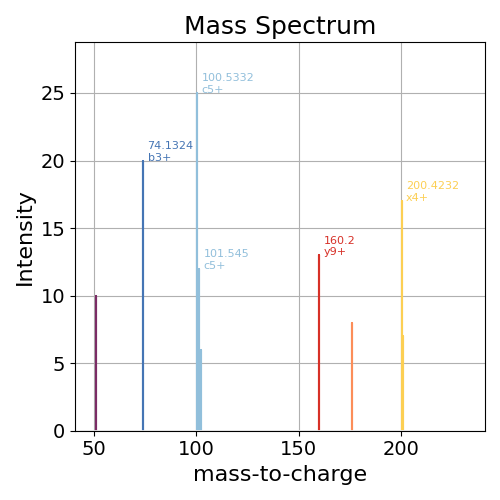 Mass Spectrum
100.5332
c5+
74.1324
b3+
200.4232
x4+
101.545
c5+
160.2
y9+
Intensity
25
20
15
10
5
0
50
100
150
200
mass-to-charge